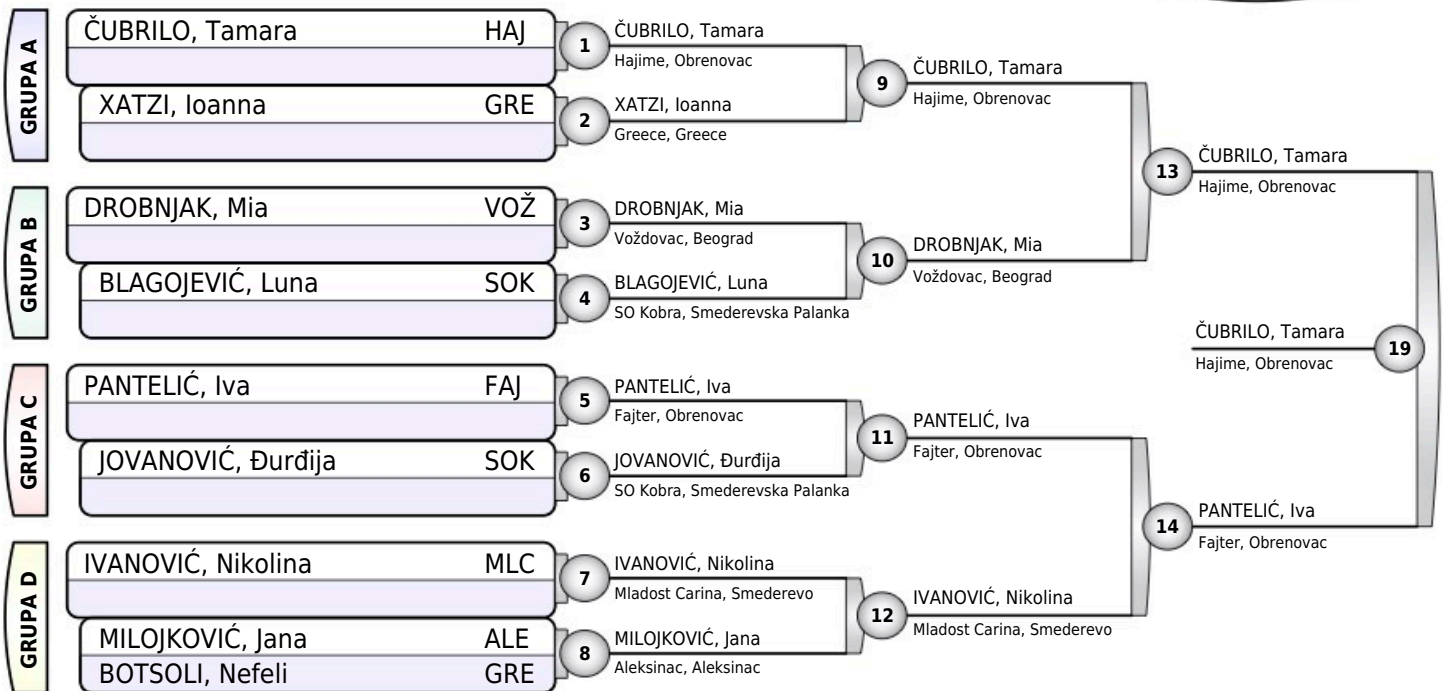 GRUPA A
ČUBRILO, Tamara HAJ
XATZI, Ioanna GRE
1
ČUBRILO, Tamara
Hajime, Obrenovac
2
XATZI, Ioanna
Greece, Greece
9
ČUBRILO, Tamara
Hajime, Obrenovac
GRUPA B
DROBNJAK, Mia VOŽ
BLAGOJEVIĆ, Luna SOK
3
DROBNJAK, Mia
Voždovac, Beograd
4
BLAGOJEVIĆ, Luna
SO Kobra, Smederevska Palanka
10
DROBNJAK, Mia
Voždovac, Beograd
13
ČUBRILO, Tamara
Hajime, Obrenovac
GRUPA C
PANTELIĆ, Iva FAJ
JOVANOVIĆ, Đurđija SOK
5
PANTELIĆ, Iva
Fajter, Obrenovac
6
JOVANOVIĆ, Đurđija
SO Kobra, Smederevska Palanka
11
PANTELIĆ, Iva
Fajter, Obrenovac
GRUPA D
IVANOVIĆ, Nikolina MLC
MILOJKOVIĆ, Jana ALE
BOTSOLI, Nefeli GRE
7
IVANOVIĆ, Nikolina
Mladost Carina, Smederevo
8
MILOJKOVIĆ, Jana
Aleksinac, Aleksinac
12
IVANOVIĆ, Nikolina
Mladost Carina, Smederevo
14
PANTELIĆ, Iva
Fajter, Obrenovac
ČUBRILO, Tamara
Hajime, Obrenovac
19